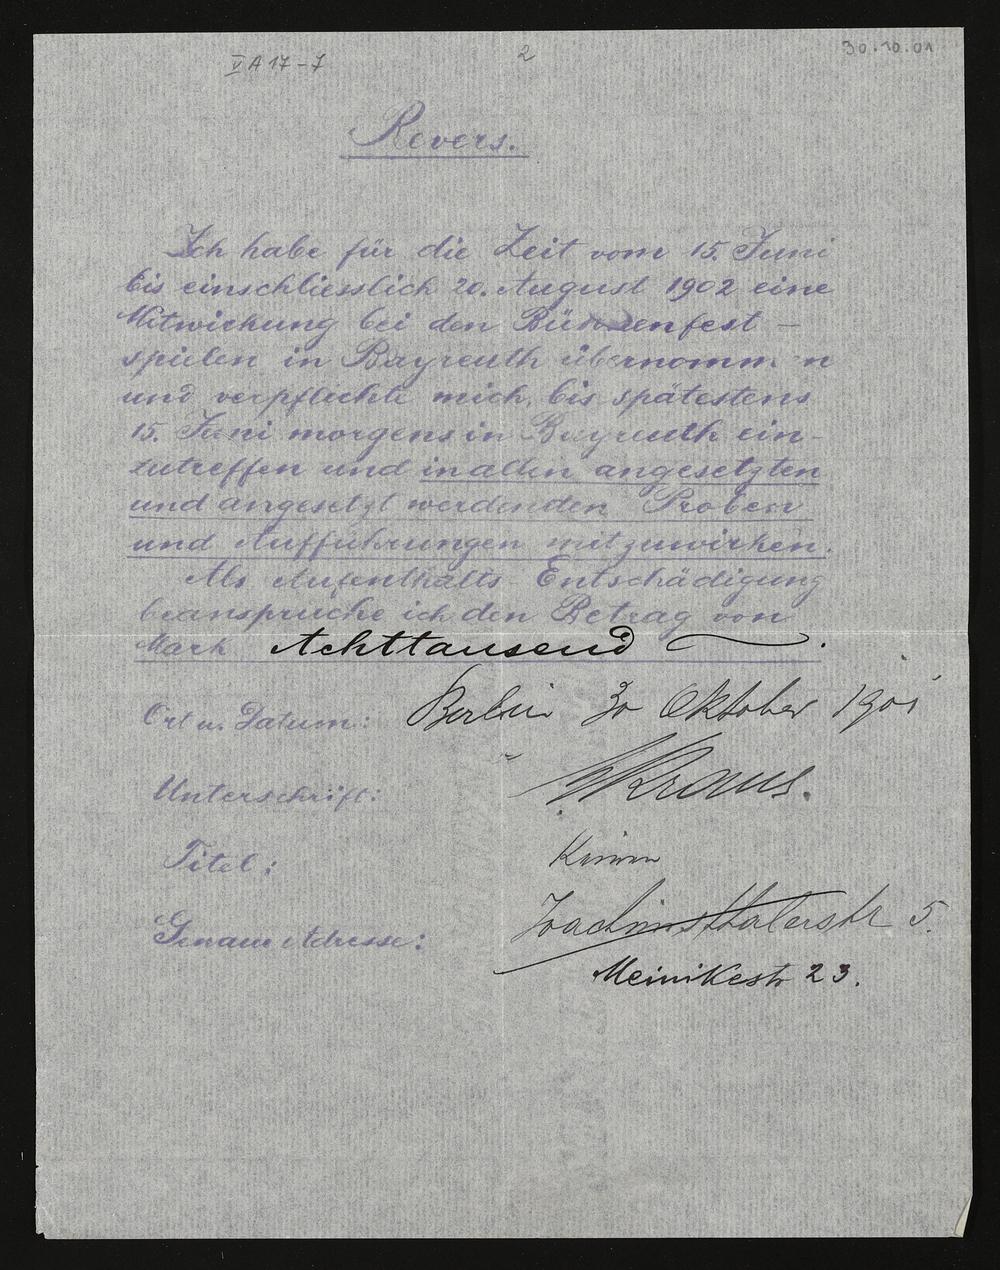 V A 17-7
2
30.10.01
Revers.
Ich habe für die Zeit vom 15. Juni
bis einschliesslich 20. August 1902 eine
Mitwirkung bei den Bühnenfest-
spielen in Bayreuth übernommen
und verpflichte mich, bis spätestens
15. Juni morgens in Bayreuth ein-
zutreffen und in allen angesetzten
und angesetzt werdenden Proben
und Aufführungen mitzuwirken.
Als Aufenthalts Entschädigung
beanspruche ich den Betrag von
Mark Achttausend.
Ort u. Datum: Berlin 30 Oktober 1901
Unterschrift: Kraus.
Titel:
Joachimsthalerstr 5.
Genaue Adresse:
Meinikestr 23.